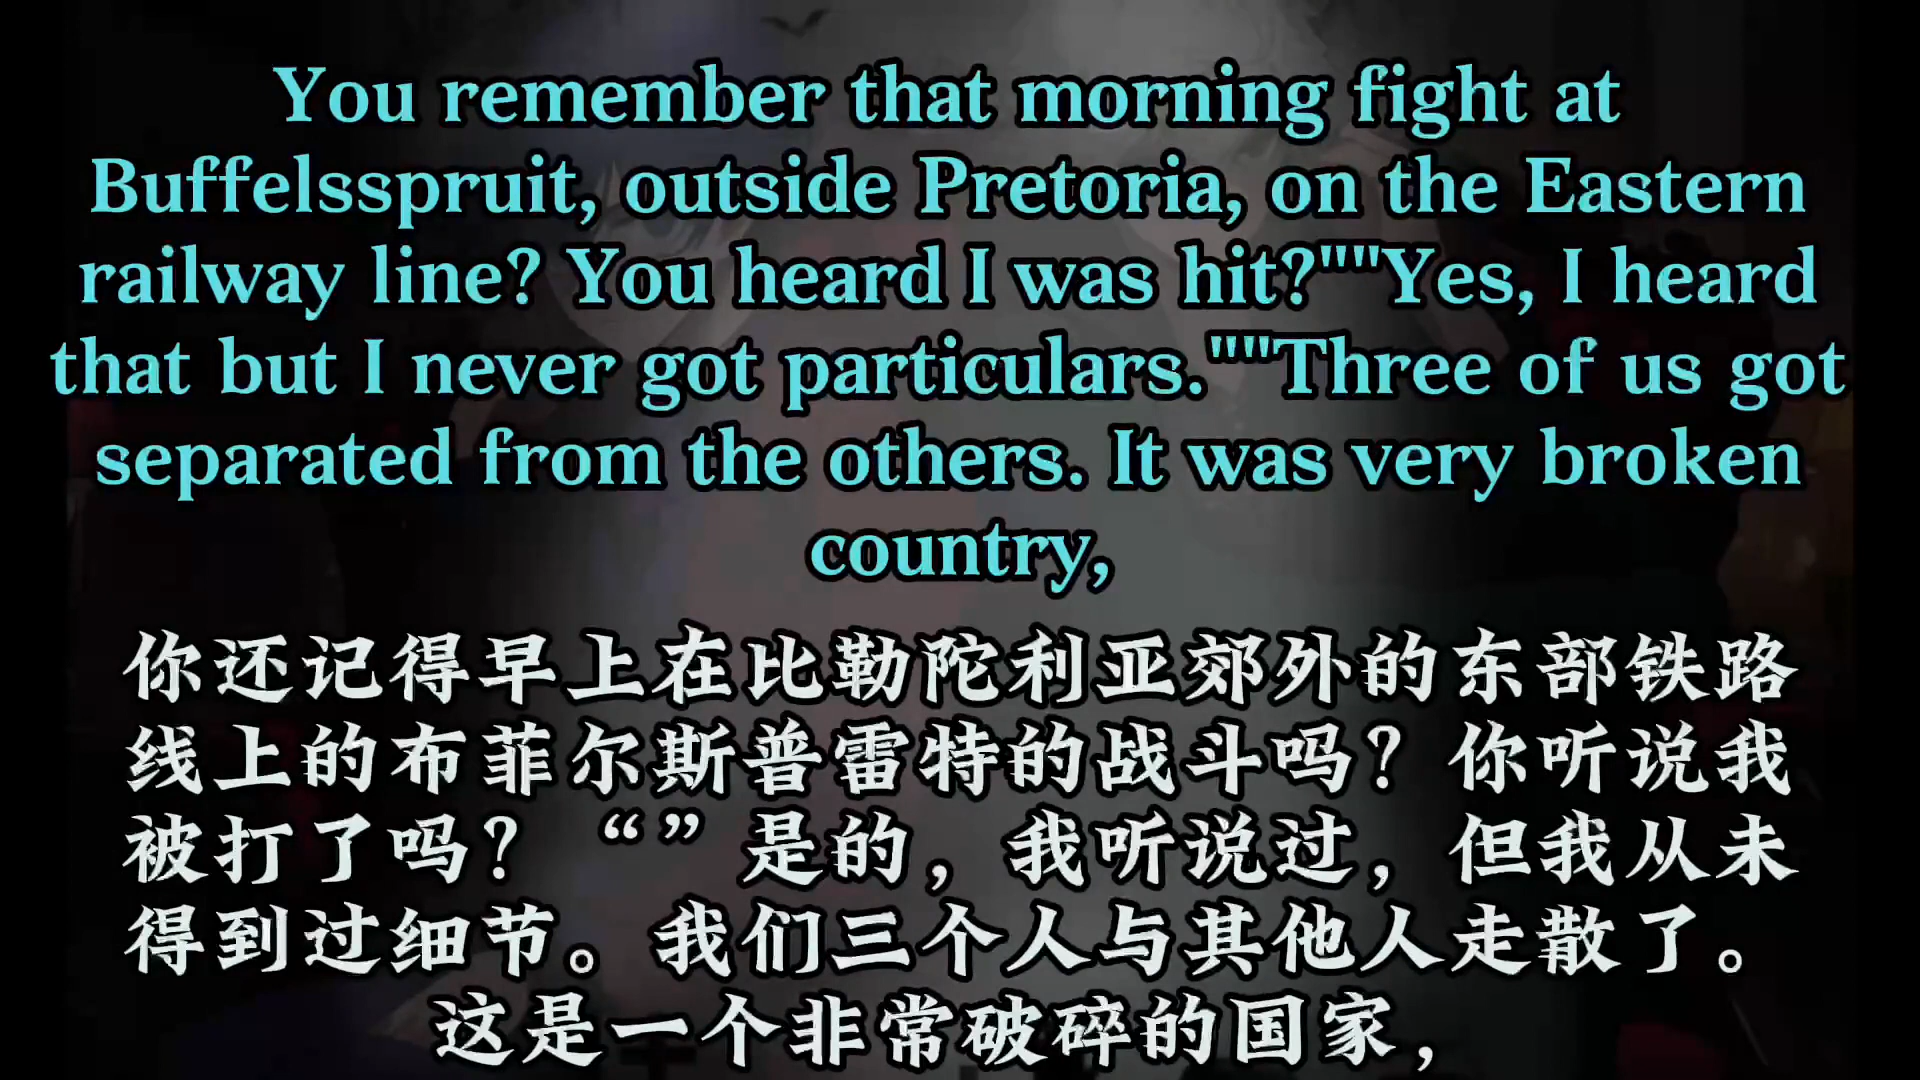 You remember that morning fight at
Buffelsspruit, outside Pretoria, on the Eastern
railway line? You heard I was hit?""Yes, I heard
that but I never got particulars.""Three of us got
separated from the others. It was very broken
country,
你还记得早上在比勒陀利亚郊外的东部铁路
线上的布菲尔斯普雷特的战斗吗？你听说我
被打了吗？“”是的，我听说过，但我从未
得到过细节。我们三个人与其他人走散了。
这是一个非常破碎的国家，